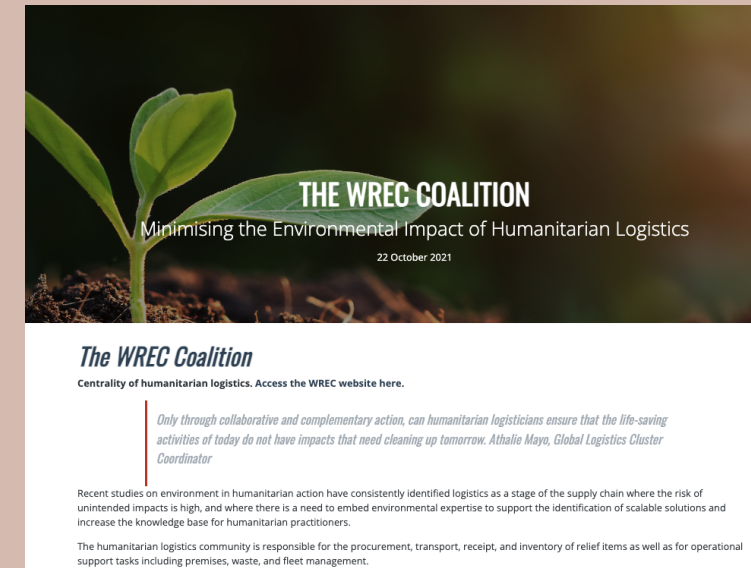 THE WREC COALITION
Minimising the Environmental Impact of Humanitarian Logistics
22 October 2021
The WREC Coalition
Centrality of humanitarian logistics. Access the WREC website here.
Only through collaborative and complementary action, can humanitarian logisticians ensure that the life-saving
activities of today do not have impacts that need cleaning up tomorrow. Athalie Mayo, Global Logistics Cluster
Coordinator
Recent studies on environment in humanitarian action have consistently identified logistics as a stage of the supply chain where the risk of
unintended impacts is high, and where there is a need to embed environmental expertise to support the identification of scalable solutions and
increase the knowledge base for humanitarian practitioners.
The humanitarian logistics community is responsible for the procurement, transport, receipt, and inventory of relief items as well as for operational
support tasks including premises, waste, and fleet management.